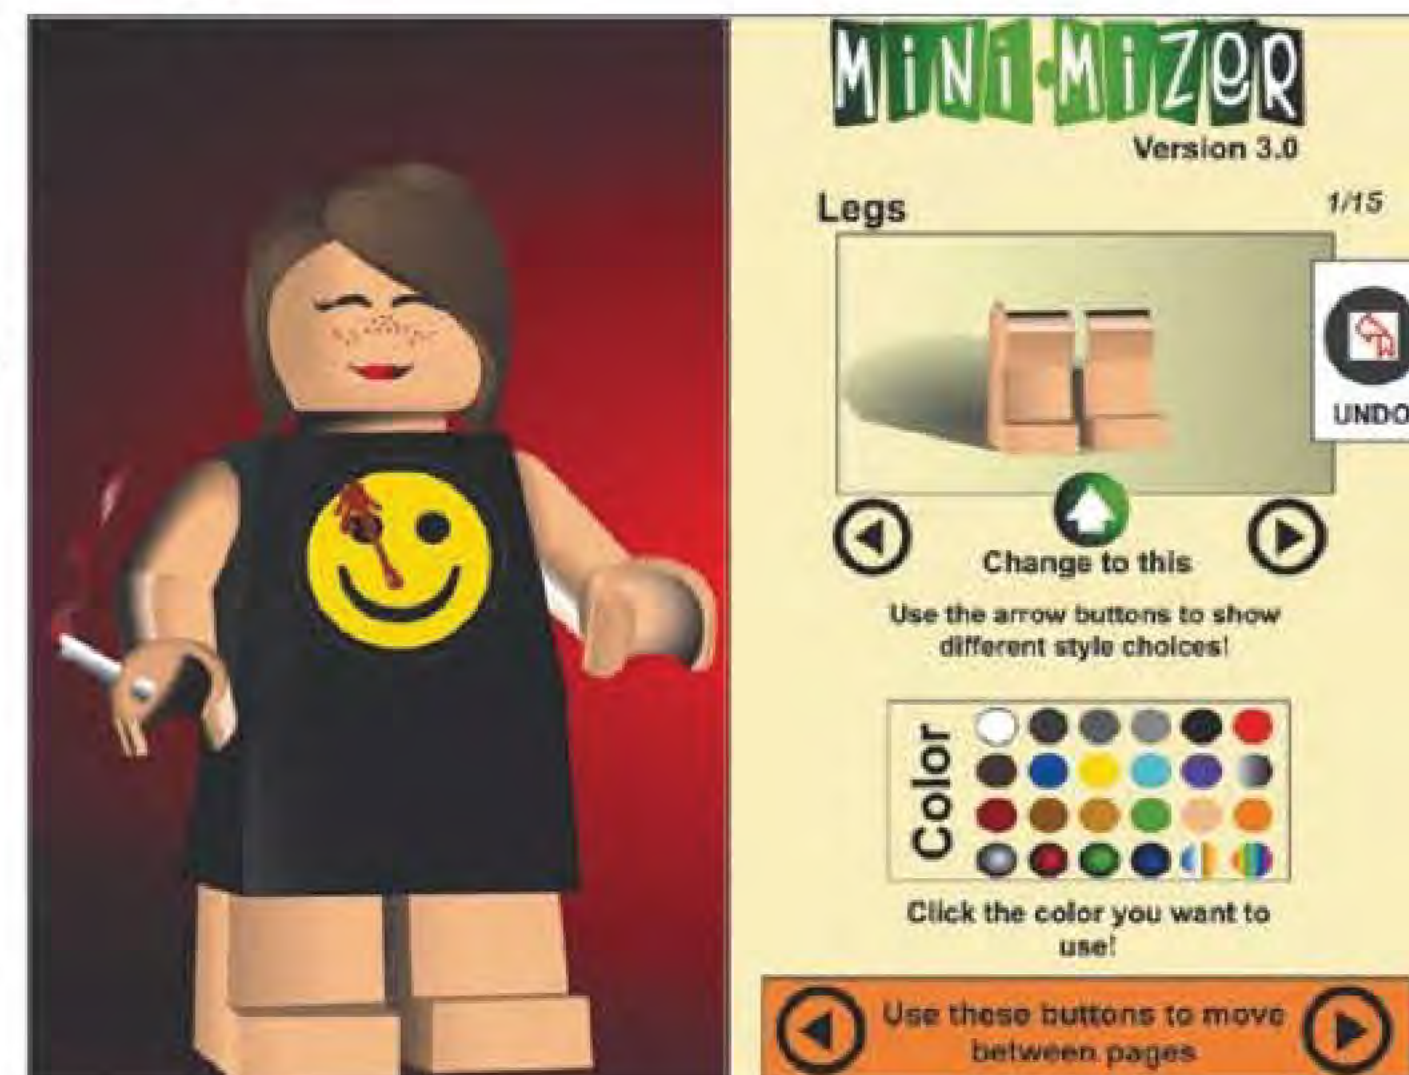 MiNi·MiZeR
Version 3.0
Legs
1/15
UNDO
Change to this
Use the arrow buttons to show
different style choices!
Color
Click the color you want to
use!
Use these buttons to move
between pages